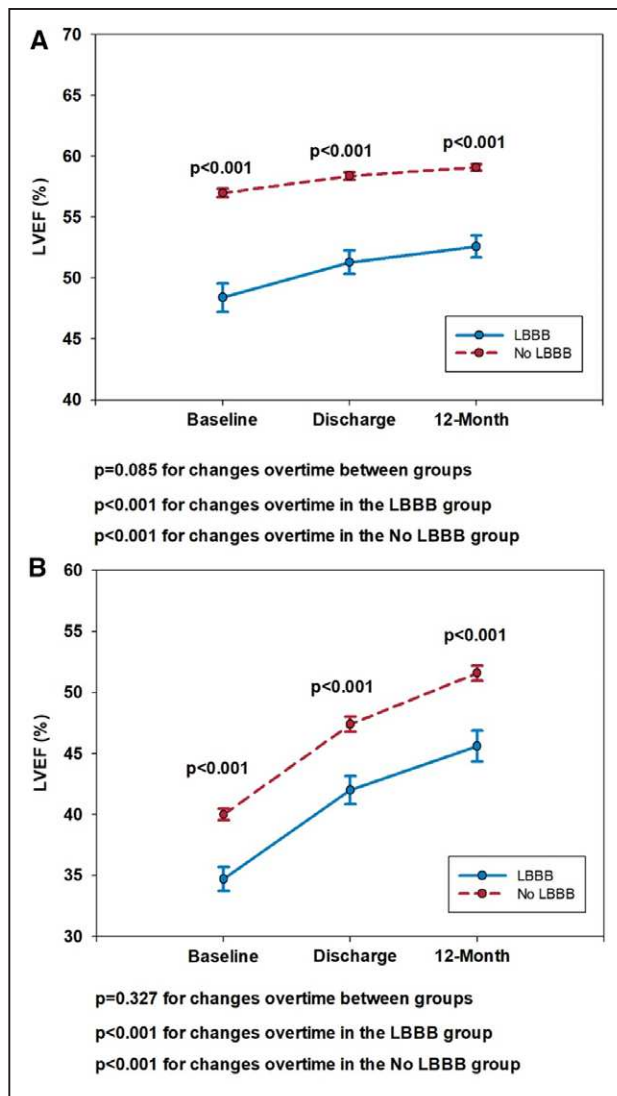 A
70
65
60
55
50
45
40
LVEF (%)
p<0.001
p<0.001
p<0.001
LBBB
No LBBB
Baseline
Discharge
12-Month
p=0.085 for changes overtime between groups
p<0.001 for changes overtime in the LBBB group
p<0.001 for changes overtime in the No LBBB group
B
60
55
50
45
40
35
30
LVEF (%)
p<0.001
p<0.001
p<0.001
LBBB
No LBBB
Baseline
Discharge
12-Month
p=0.327 for changes overtime between groups
p<0.001 for changes overtime in the LBBB group
p<0.001 for changes overtime in the No LBBB group